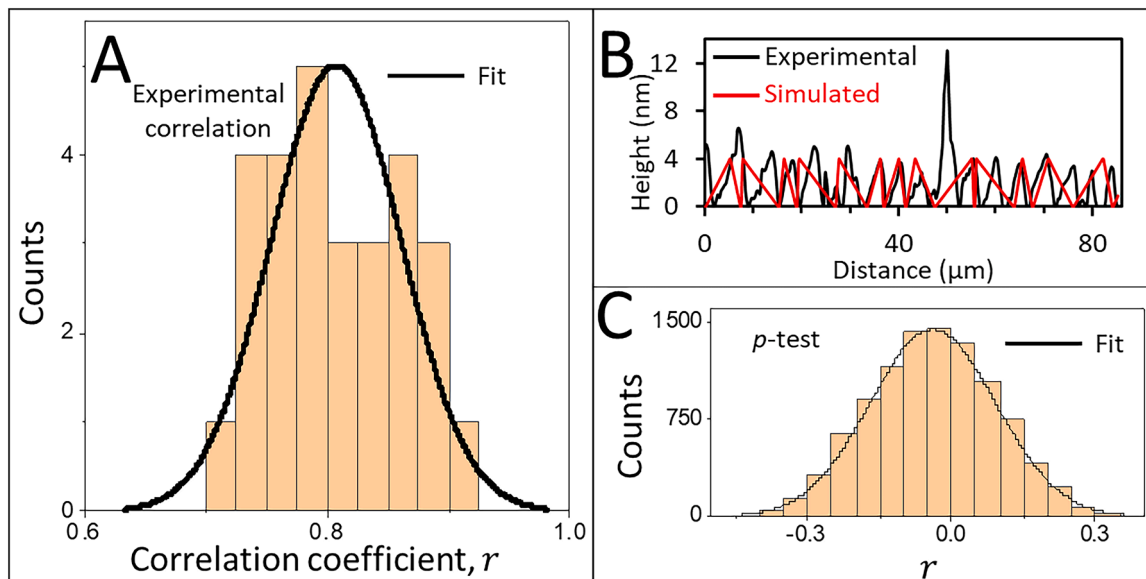 A
Experimental
correlation
Fit
Counts
4
2
0
0.6
0.8
1.0
Correlation coefficient, r
B
Experimental
Simulated
Height (nm)
12
8
4
0
0
40
80
Distance (µm)
C
p-test
Fit
Counts
1500
750
0
-0.3
0.0
0.3
r